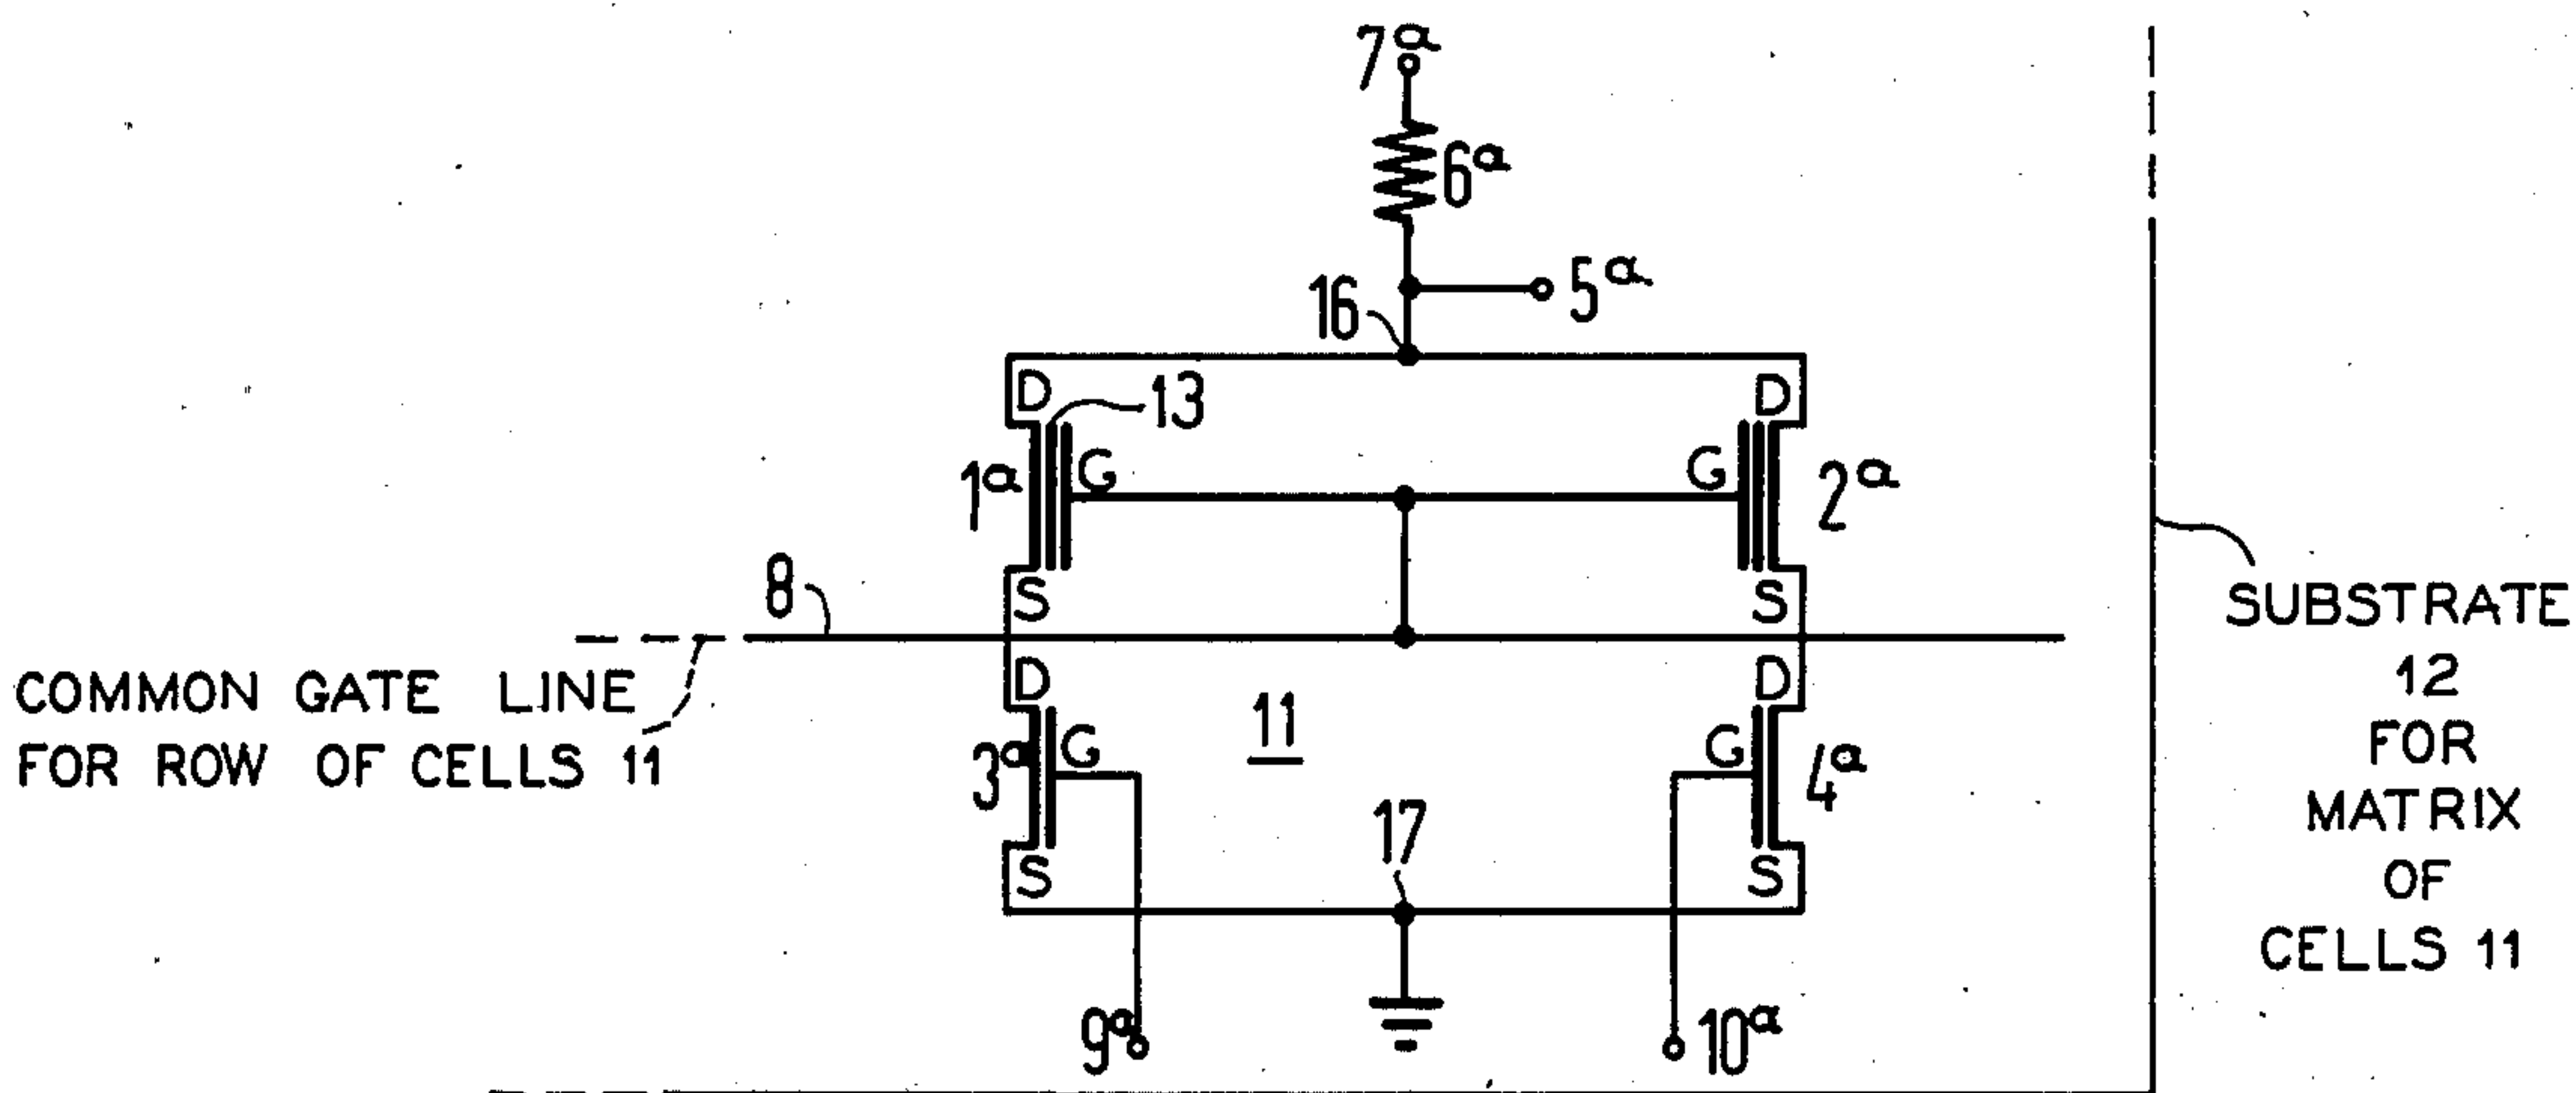 7a
6a
5a
16
D
13
D
1a
G
G
2a
S
S
8
COMMON GATE LINE
FOR ROW OF CELLS 11
D
D
3a
G
11
G
4a
17
S
S
9a
10a
SUBSTRATE
12
FOR
MATRIX
OF
CELLS 11